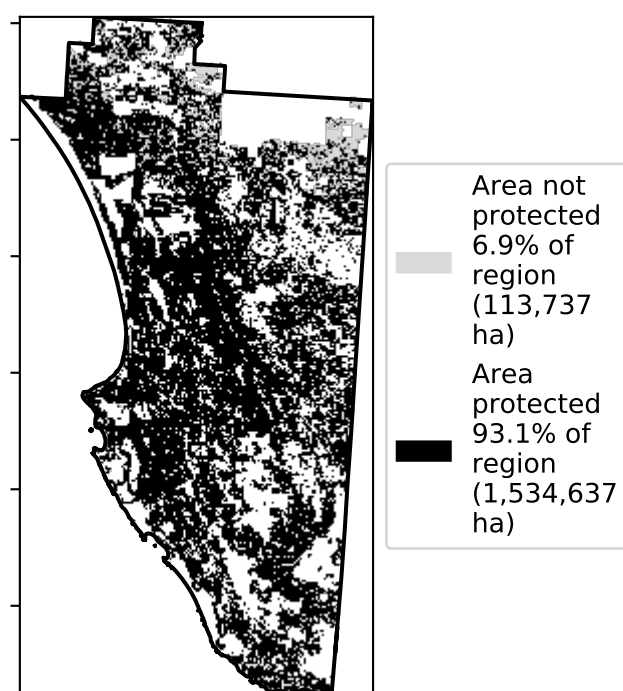 Area not
protected
6.9% of
region
(113,737
ha)
Area
protected
93.1% of
region
(1,534,637
ha)